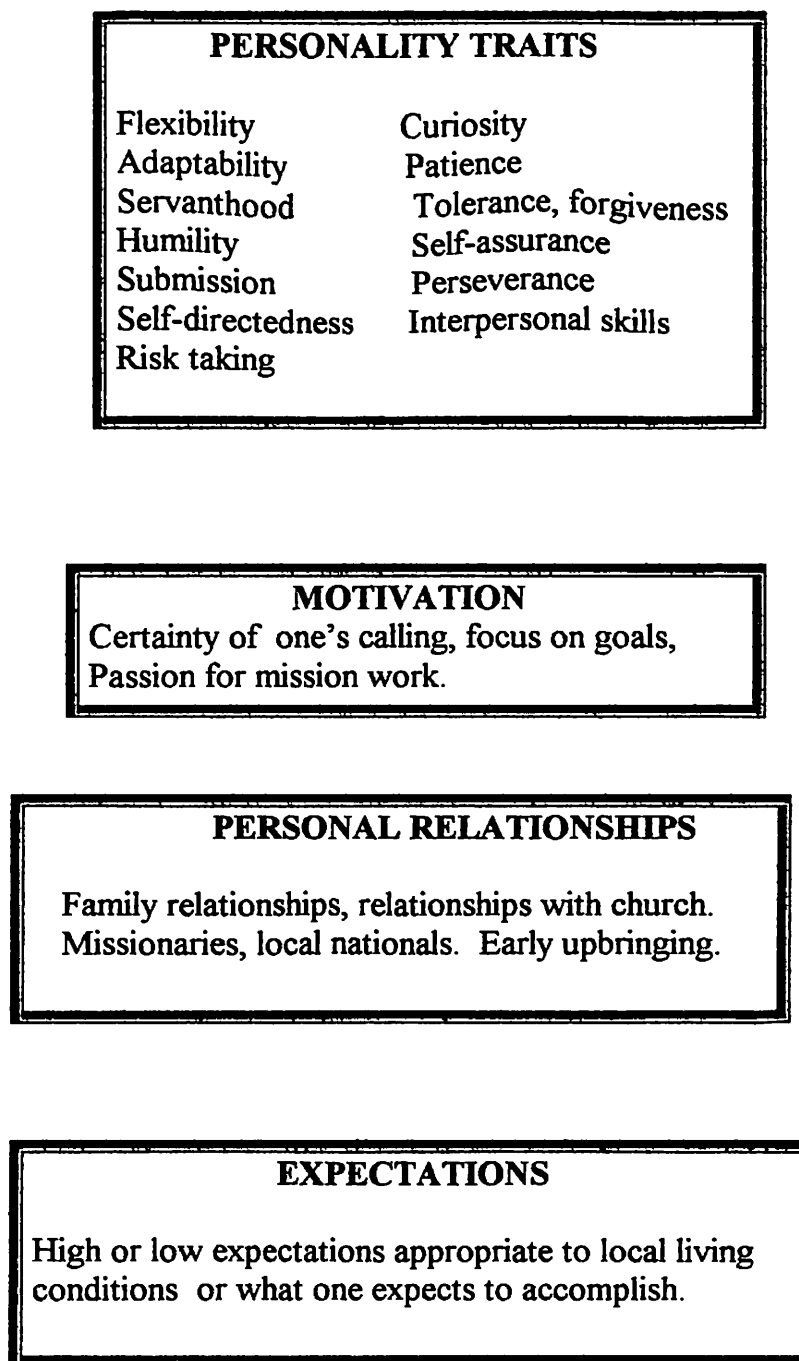 PERSONALITY TRAITS
Flexibility Curiosity
Adaptability Patience
Servanthood Tolerance, forgiveness
Humility Self-assurance
Submission Perseverance
Self-directedness Interpersonal skills
Risk taking
MOTIVATION
Certainty of one's calling, focus on goals,
Passion for mission work.
PERSONAL RELATIONSHIPS
Family relationships, relationships with church.
Missionaries, local nationals. Early upbringing.
EXPECTATIONS
High or low expectations appropriate to local living
conditions or what one expects to accomplish.